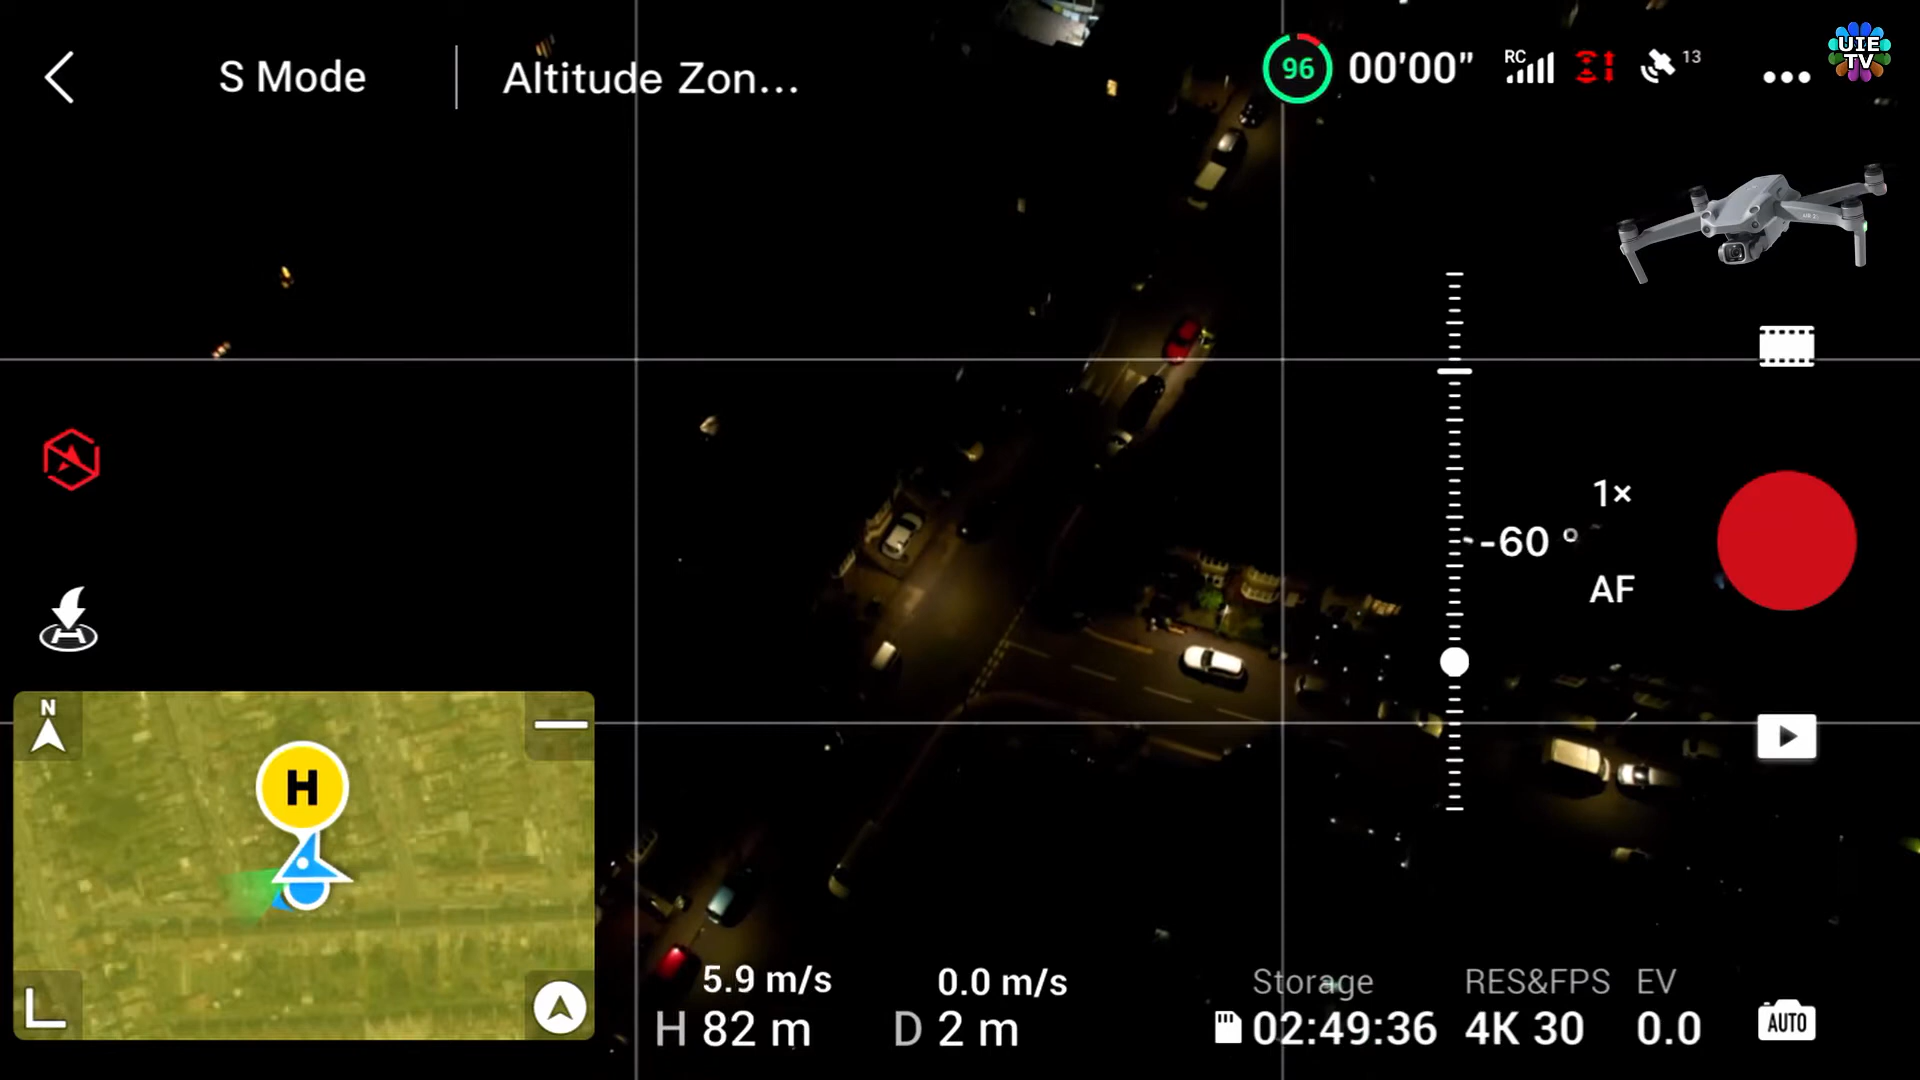 S Mode
Altitude Zon...
96
00'00"
RC
13
UIE
TV
1×
-60 °
AF
N
H
5.9 m/s
0.0 m/s
H 82 m
D 2 m
Storage
RES&FPS
EV
02:49:36
4K 30
0.0
AUTO